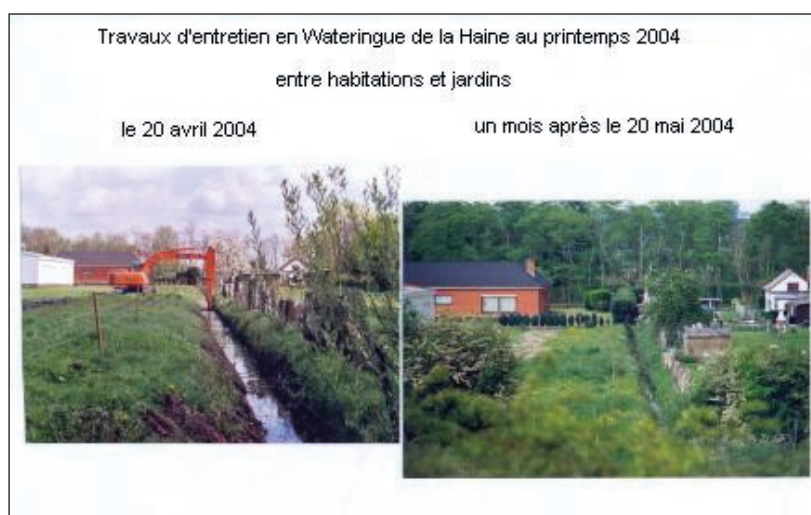 Travaux d'entretien en Wateringue de la Haine au printemps 2004
entre habitations et jardins
le 20 avril 2004
un mois après le 20 mai 2004